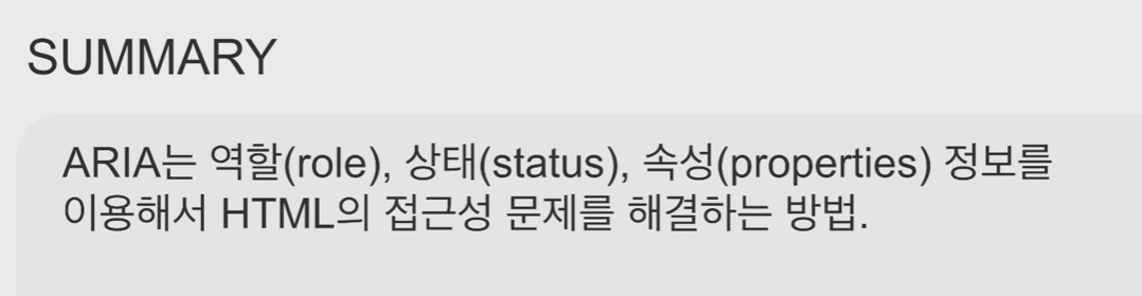 SUMMARY
ARIA는 역할(role), 상태(status), 속성(properties) 정보를
이용해서 HTML의 접근성 문제를 해결하는 방법.